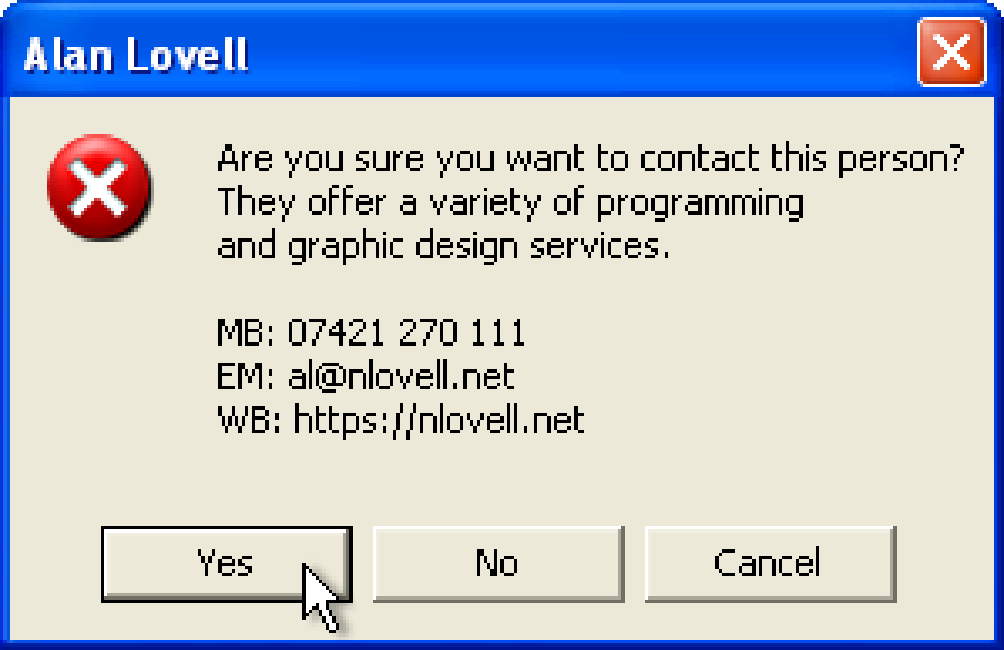 Alan Lovell
Are you sure you want to contact this person?
They offer a variety of programming
and graphic design services.
MB: 07421 270 111
EM: al@nlovell.net
WB: https://nlovell.net
Yes No Cancel